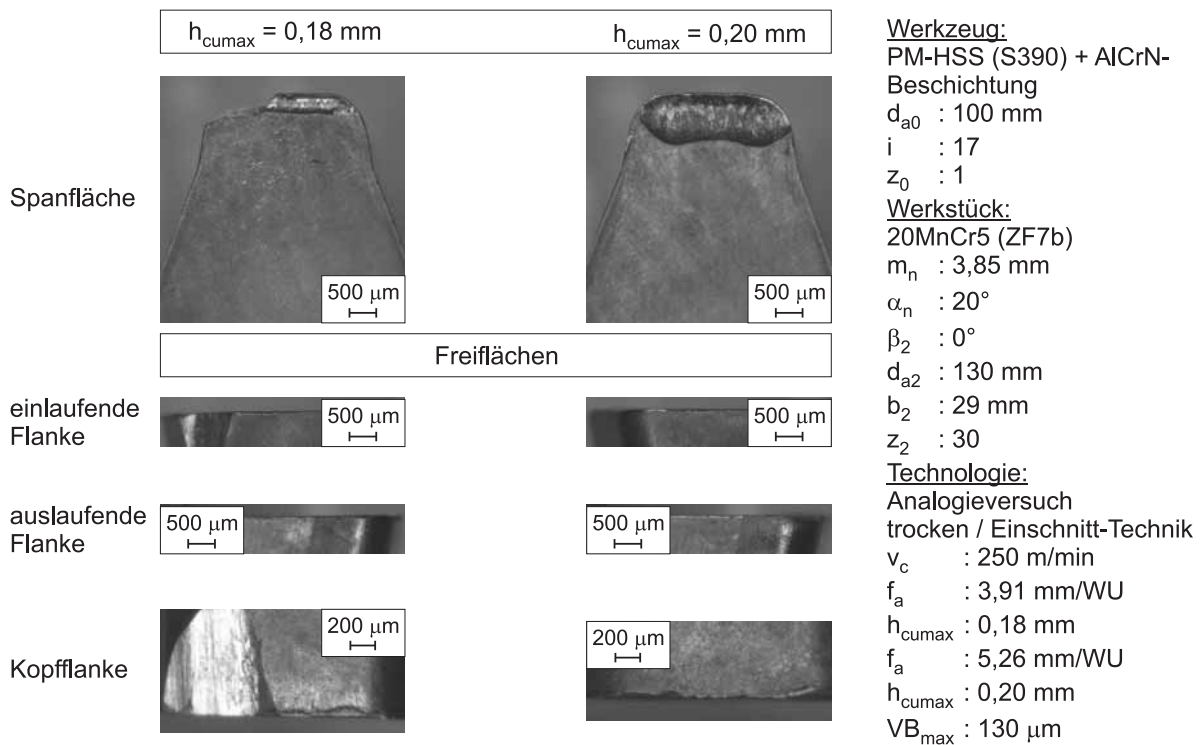 h_cumax = 0,18 mm
h_cumax = 0,20 mm
Spanfläche
500 μm
500 μm
Freiflächen
einlaufende
Flanke
500 μm
500 μm
auslaufende
Flanke
500 μm
500 μm
Kopfflanke
200 μm
200 μm
Werkzeug:
PM-HSS (S390) + AlCrN-
Beschichtung
d_a0 : 100 mm
i : 17
z_0 : 1
Werkstück:
20MnCr5 (ZF7b)
m_n : 3,85 mm
α_n : 20°
β_2 : 0°
d_a2 : 130 mm
b_2 : 29 mm
z_2 : 30
Technologie:
Analogieversuch
trocken / Einschnitt-Technik
v_c : 250 m/min
f_a : 3,91 mm/WU
h_cumax : 0,18 mm
f_a : 5,26 mm/WU
h_cumax : 0,20 mm
VB_max : 130 μm